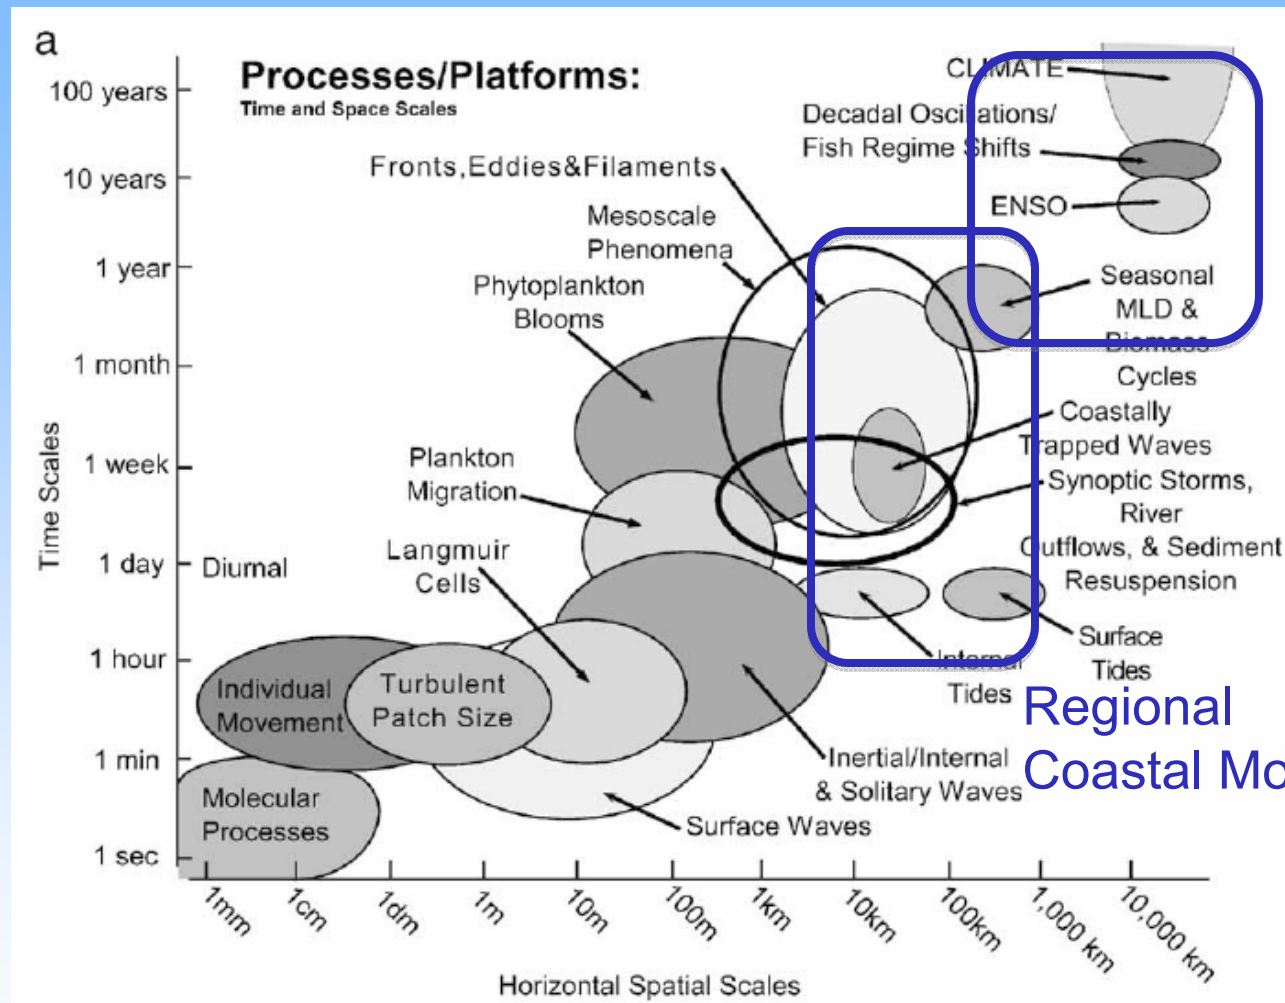 a
Processes/Platforms:
Time and Space Scales
100 years
10 years
1 year
1 month
1 week
1 day
1 hour
1 min
1 sec
Time Scales
CLIMATE
Decadal Oscillations/
Fish Regime Shifts
ENSO
Fronts,Eddies&Filaments
Mesoscale
Phenomena
Phytoplankton
Blooms
Seasonal
MLD &
Biomass
Cycles
Coastally
Trapped Waves
Plankton
Migration
Synoptic Storms,
River
Outflows, & Sediment
Resuspension
Langmuir
Cells
Diurnal
Surface
Tides
Internal
Tides
Individual
Movement
Turbulent
Patch Size
Regional
Coastal Mo
Inertial/Internal
& Solitary Waves
Molecular
Processes
Surface Waves
1mm
1cm
1dm
1m
10m
100m
1km
10km
100km
1,000 km
10,000 km
Horizontal Spatial Scales